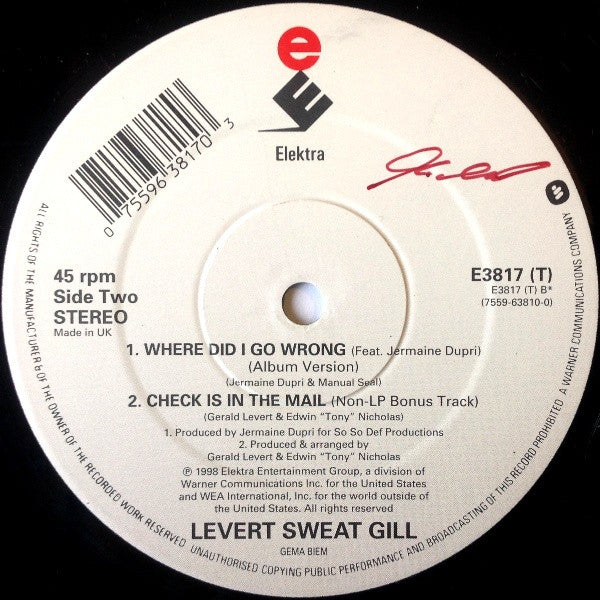 e
E
Elektra
0 75596 38170 3
45 rpm
Side Two
STEREO
Made in UK
E3817 (T)
E3817 (T) B*
(7559-63810-0)
1. WHERE DID I GO WRONG (Feat. Jermaine Dupri)
(Album Version)
(Jermaine Dupri & Manual Seal)
2. CHECK IS IN THE MAIL (Non-LP Bonus Track)
(Gerald Levert & Edwin "Tony" Nicholas)
1. Produced by Jermaine Dupri for So So Def Productions
2. Produced & arranged by
Gerald Levert & Edwin "Tony" Nicholas
℗ 1998 Elektra Entertainment Group, a division of
Warner Communications Inc. for the United States
and WEA International, Inc. for the world outside of
the United States. All rights reserved
LEVERT SWEAT GILL
GEMA BIEM
ALL RIGHTS OF THE MANUFACTURER & OF THE OWNER OF THE RECORDED WORK RESERVED UNAUTHORISED COPYING PUBLIC PERFORMANCE AND BROADCASTING OF THIS RECORD PROHIBITED A WARNER COMMUNICATIONS COMPANY